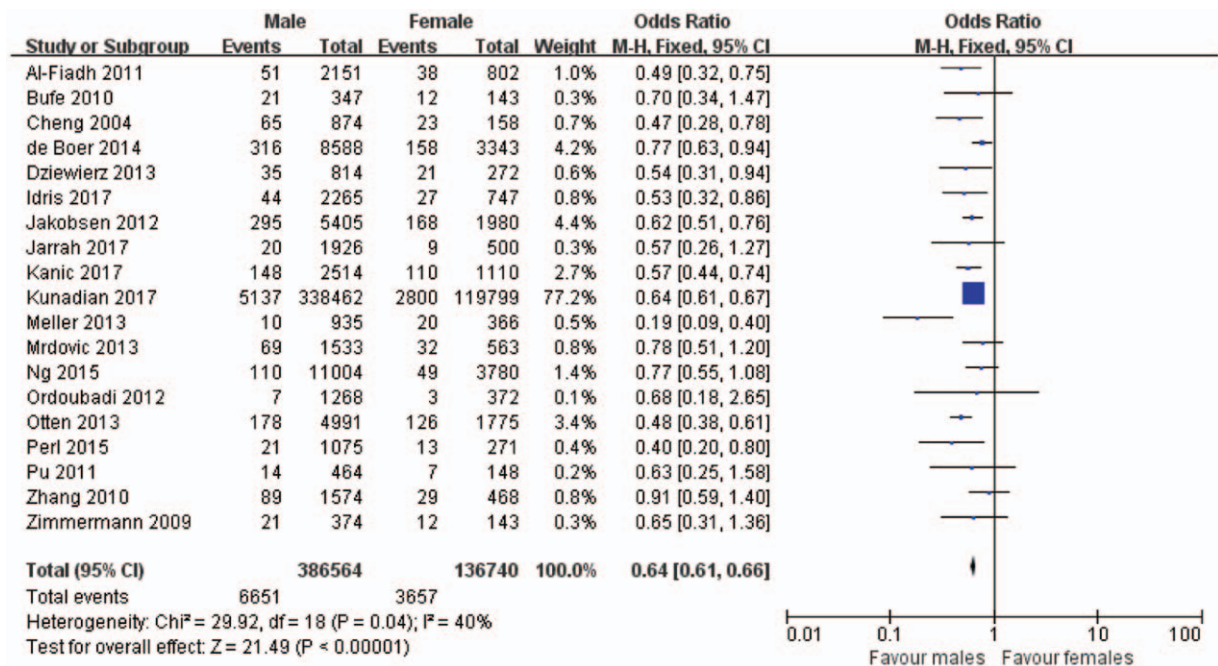 Male Female Odds Ratio Odds Ratio
Study or Subgroup Events Total Events Total Weight M-H, Fixed, 95% CI M-H, Fixed, 95% CI
Al-Fiadh 2011 51 2151 38 802 1.0% 0.49 [0.32, 0.75]
Bufe 2010 21 347 12 143 0.3% 0.70 [0.34, 1.47]
Cheng 2004 65 874 23 158 0.7% 0.47 [0.28, 0.78]
de Boer 2014 316 8588 158 3343 4.2% 0.77 [0.63, 0.94]
Dziewierz 2013 35 814 21 272 0.6% 0.54 [0.31, 0.94]
Idris 2017 44 2265 27 747 0.8% 0.53 [0.32, 0.86]
Jakobsen 2012 295 5405 168 1980 4.4% 0.62 [0.51, 0.76]
Jarrah 2017 20 1926 9 500 0.3% 0.57 [0.26, 1.27]
Kanic 2017 148 2514 110 1110 2.7% 0.57 [0.44, 0.74]
Kunadian 2017 5137 338462 2800 119799 77.2% 0.64 [0.61, 0.67]
Meller 2013 10 935 20 366 0.5% 0.19 [0.09, 0.40]
Mrdovic 2013 69 1533 32 563 0.8% 0.78 [0.51, 1.20]
Ng 2015 110 11004 49 3780 1.4% 0.77 [0.55, 1.08]
Ordoubadi 2012 7 1268 3 372 0.1% 0.68 [0.18, 2.65]
Otten 2013 178 4991 126 1775 3.4% 0.48 [0.38, 0.61]
Perl 2015 21 1075 13 271 0.4% 0.40 [0.20, 0.80]
Pu 2011 14 464 7 148 0.2% 0.63 [0.25, 1.58]
Zhang 2010 89 1574 29 468 0.8% 0.91 [0.59, 1.40]
Zimmermann 2009 21 374 12 143 0.3% 0.65 [0.31, 1.36]
Total (95% CI) 386564 136740 100.0% 0.64 [0.61, 0.66]
Total events 6651 3657
Heterogeneity: Chi² = 29.92, df = 18 (P = 0.04); I² = 40%
Test for overall effect: Z = 21.49 (P < 0.00001)
0.01 0.1 1 10 100
Favour males Favour females